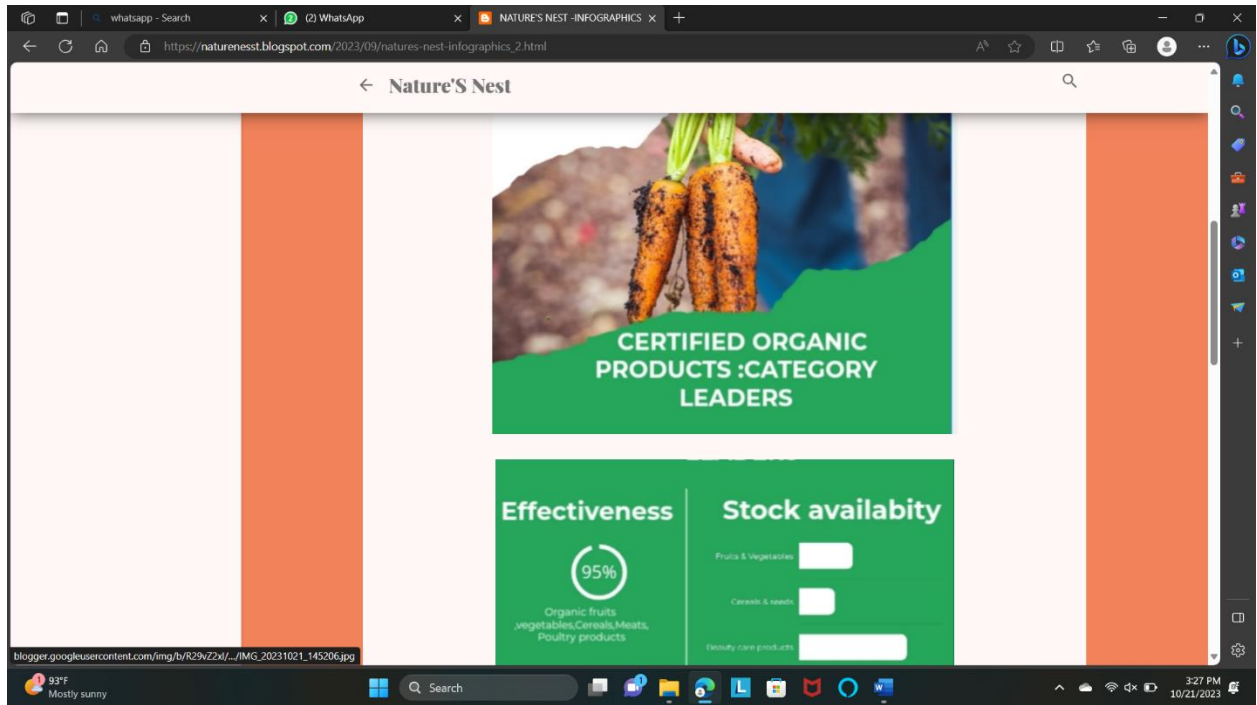 whatsapp - Search
(2) WhatsApp
NATURE'S NEST -INFOGRAPHICS
https://naturenesst.blogspot.com/2023/09/natures-nest-infographics_2.html
Nature'S Nest
CERTIFIED ORGANIC
PRODUCTS :CATEGORY
LEADERS
Effectiveness
95%
Organic fruits
,vegetables,Cereals,Meats,
Poultry products
Stock availabity
Fruits & Vegetables
Cereals & seeds
Beauty care products
blogger.googleusercontent.com/img/b/R29vZ2xl/.../IMG_20231021_145206.jpg
1
93°F
Mostly sunny
Search
3:27 PM
10/21/2023